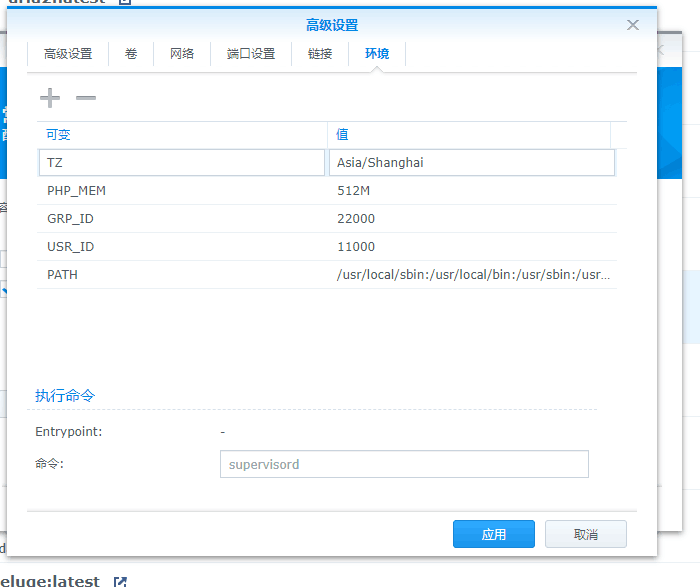 高级设置
高级设置 卷 网络 端口设置 链接 环境
可变 值
TZ Asia/Shanghai
PHP_MEM 512M
GRP_ID 22000
USR_ID 11000
PATH /usr/local/sbin:/usr/local/bin:/usr/sbin:/usr...
执行命令
Entrypoint: -
命令: supervisord
应用 取消
eluge:latest